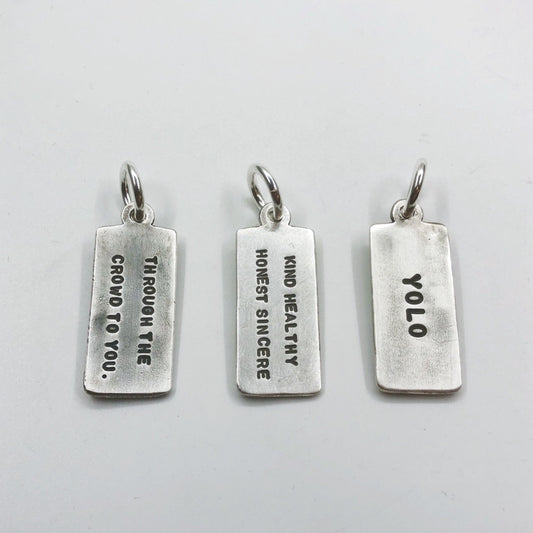 THROUGH THE
CROWD TO YOU.
KIND HEALTHY
HONEST SINCERE
YOLO